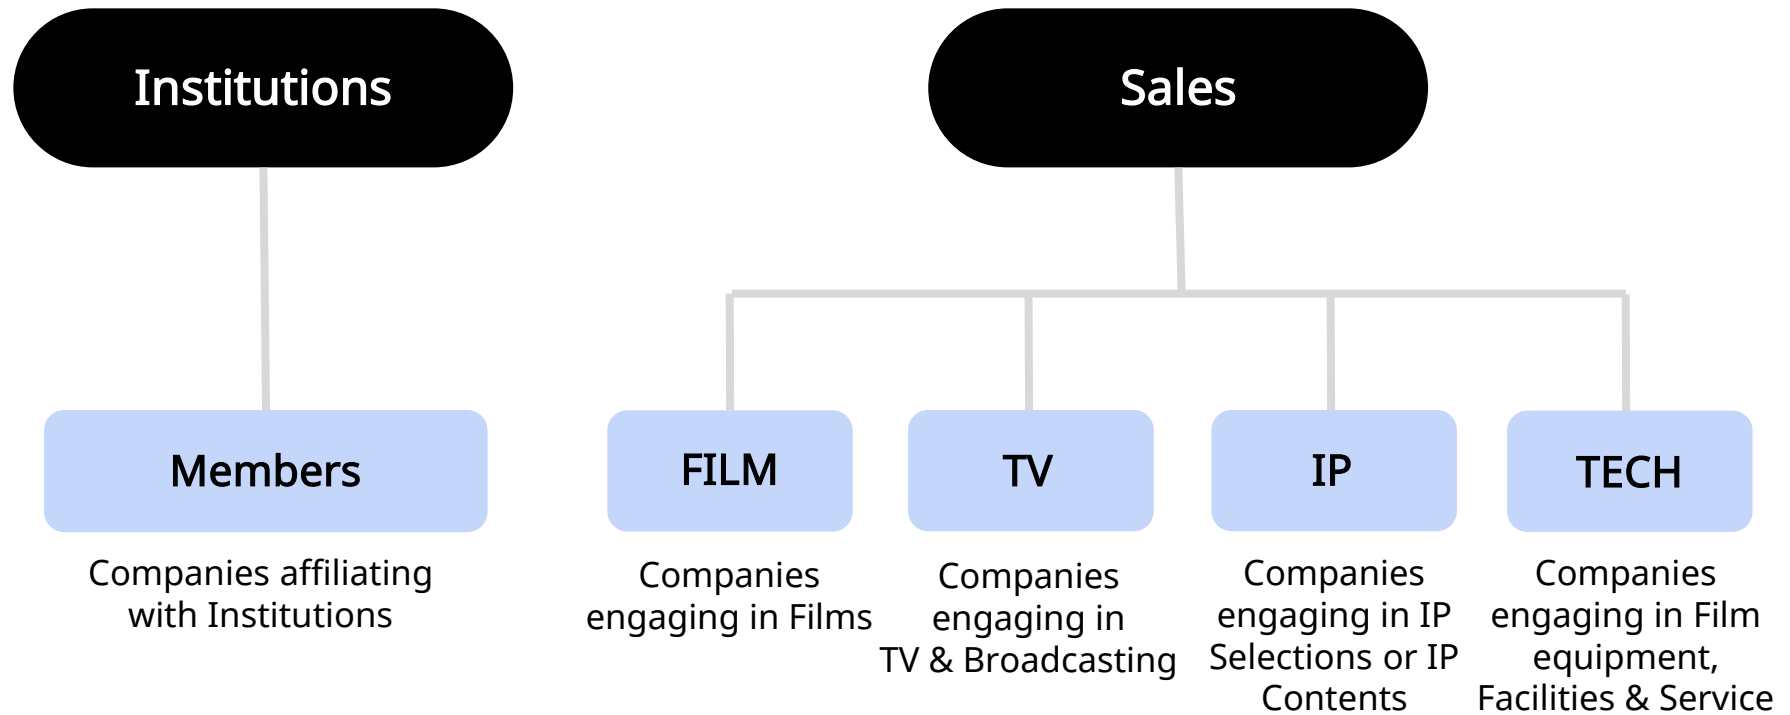 Institutions
Sales
Members
FILM
TV
IP
TECH
Companies affiliating
with Institutions
Companies
engaging in Films
Companies
engaging in
TV & Broadcasting
Companies
engaging in IP
Selections or IP
Contents
Companies
engaging in Film
equipment,
Facilities & Service